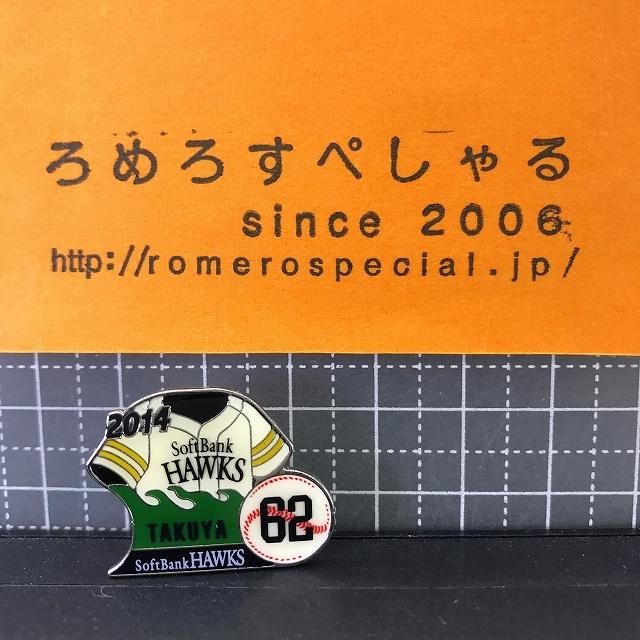 ろめろすぺしゃる
since 2006
http://romerospecial.jp/
2014
SoftBank
HAWKS
TAKUYA
62
SoftBank HAWKS